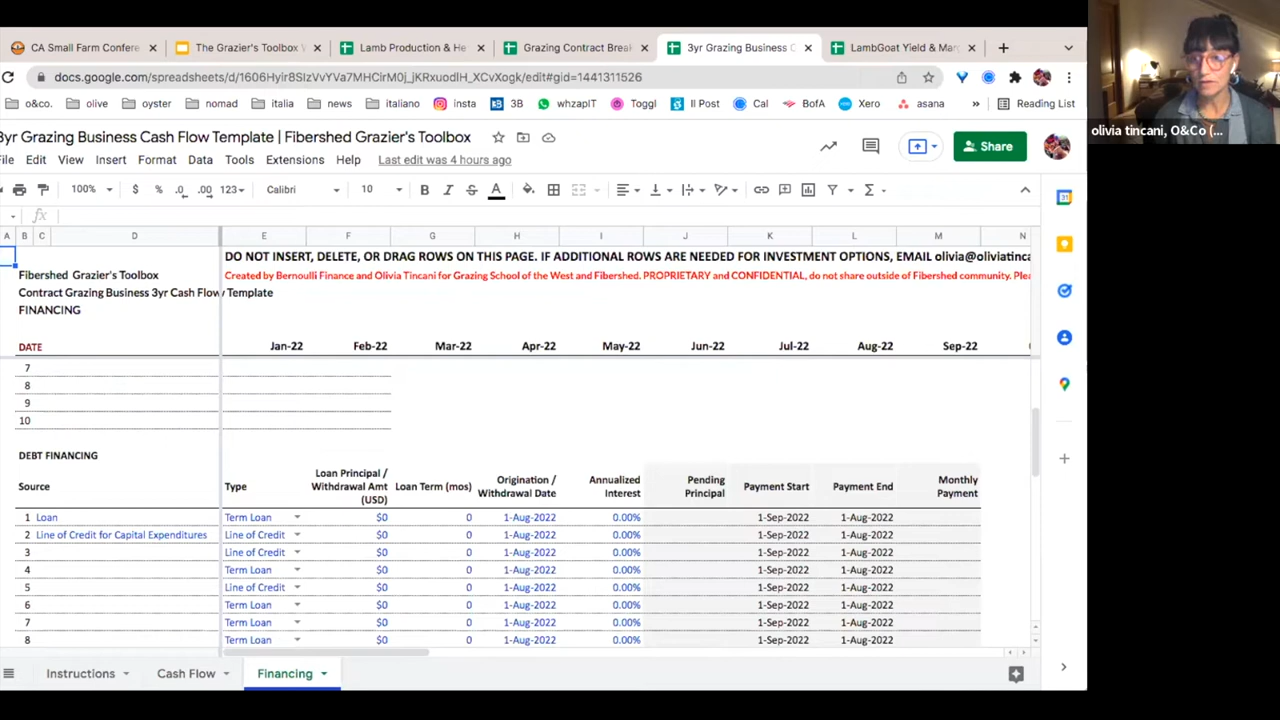 CA Small Farm Confere
The Grazier's Toolbox
Lamb Production & He
Grazing Contract Break
3yr Grazing Business C
LambGoat Yield & Mar
docs.google.com/spreadsheets/d/1606Hyir8SIzVvYVa7MHCirM0j_jKRxuodlH_XCvXogk/edit#gid=1441311526
o&co. olive oyster nomad italia news italiano insta 3B whzapIT Toggl Il Post Cal BofA Xero asana » Reading List
3yr Grazing Business Cash Flow Template | Fibershed Grazier's Toolbox
File Edit View Insert Format Data Tools Extensions Help Last edit was 4 hours ago
Share
100% $ % .0 .00 123 Calibri 10 B I S A
fx
A B C D E F G H I J K L M N
DO NOT INSERT, DELETE, OR DRAG ROWS ON THIS PAGE. IF ADDITIONAL ROWS ARE NEEDED FOR INVESTMENT OPTIONS, EMAIL olivia@oliviatinca
Fibershed Grazier's Toolbox
Created by Bernoulli Finance and Olivia Tincani for Grazing School of the West and Fibershed. PROPRIETARY and CONFIDENTIAL, do not share outside of Fibershed community. Plea
Contract Grazing Business 3yr Cash Flow Template
FINANCING
DATE Jan-22 Feb-22 Mar-22 Apr-22 May-22 Jun-22 Jul-22 Aug-22 Sep-22
7
8
9
10
DEBT FINANCING
Source Type Loan Principal / Withdrawal Amt (USD) Loan Term (mos) Origination / Withdrawal Date Annualized Interest Pending Principal Payment Start Payment End Monthly Payment
1 Loan Term Loan $0 0 1-Aug-2022 0.00% 1-Sep-2022 1-Aug-2022
2 Line of Credit for Capital Expenditures Line of Credit $0 0 1-Aug-2022 0.00% 1-Sep-2022 1-Aug-2022
3 Line of Credit $0 0 1-Aug-2022 0.00% 1-Sep-2022 1-Aug-2022
4 Term Loan $0 0 1-Aug-2022 0.00% 1-Sep-2022 1-Aug-2022
5 Line of Credit $0 0 1-Aug-2022 0.00% 1-Sep-2022 1-Aug-2022
6 Term Loan $0 0 1-Aug-2022 0.00% 1-Sep-2022 1-Aug-2022
7 Term Loan $0 0 1-Aug-2022 0.00% 1-Sep-2022 1-Aug-2022
8 Term Loan $0 0 1-Aug-2022 0.00% 1-Sep-2022 1-Aug-2022
Instructions Cash Flow Financing
olivia tincani, O&Co (...